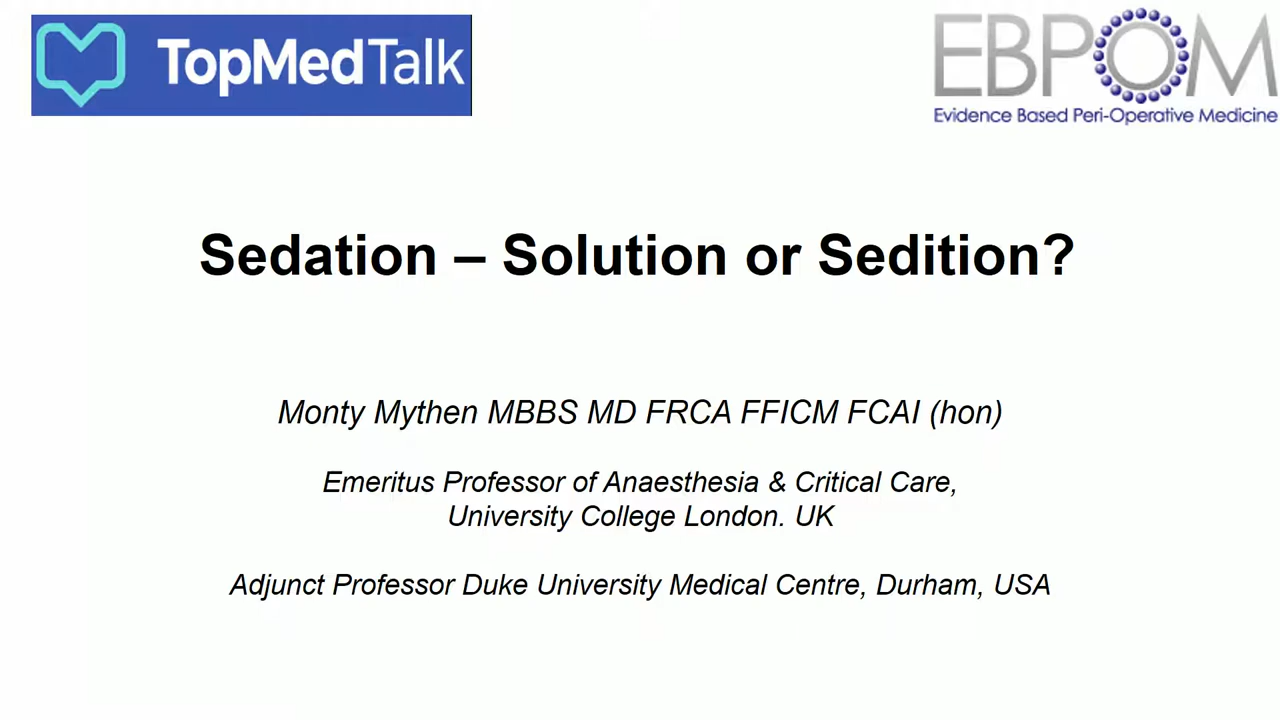 TopMedTalk
EBPOM
Evidence Based Peri-Operative Medicine
Sedation – Solution or Sedition?
Monty Mythen MBBS MD FRCA FFICM FCAI (hon)
Emeritus Professor of Anaesthesia & Critical Care,
University College London. UK
Adjunct Professor Duke University Medical Centre, Durham, USA